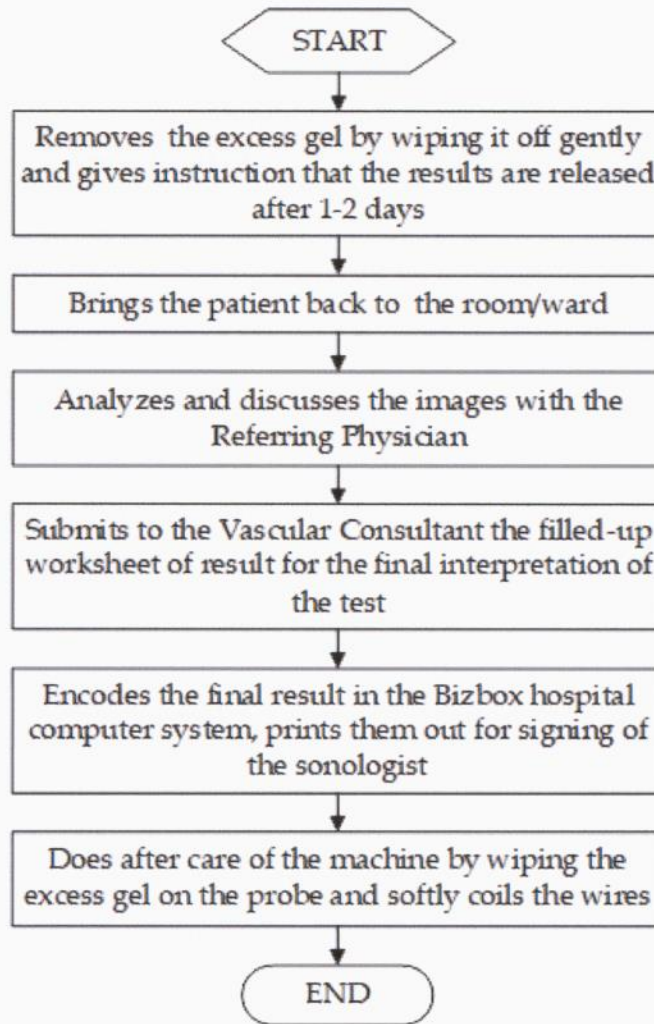 START
Removes the excess gel by wiping it off gently
and gives instruction that the results are released
after 1-2 days
Brings the patient back to the room/ward
Analyzes and discusses the images with the
Referring Physician
Submits to the Vascular Consultant the filled-up
worksheet of result for the final interpretation of
the test
Encodes the final result in the Bizbox hospital
computer system, prints them out for signing of
the sonologist
Does after care of the machine by wiping the
excess gel on the probe and softly coils the wires
END